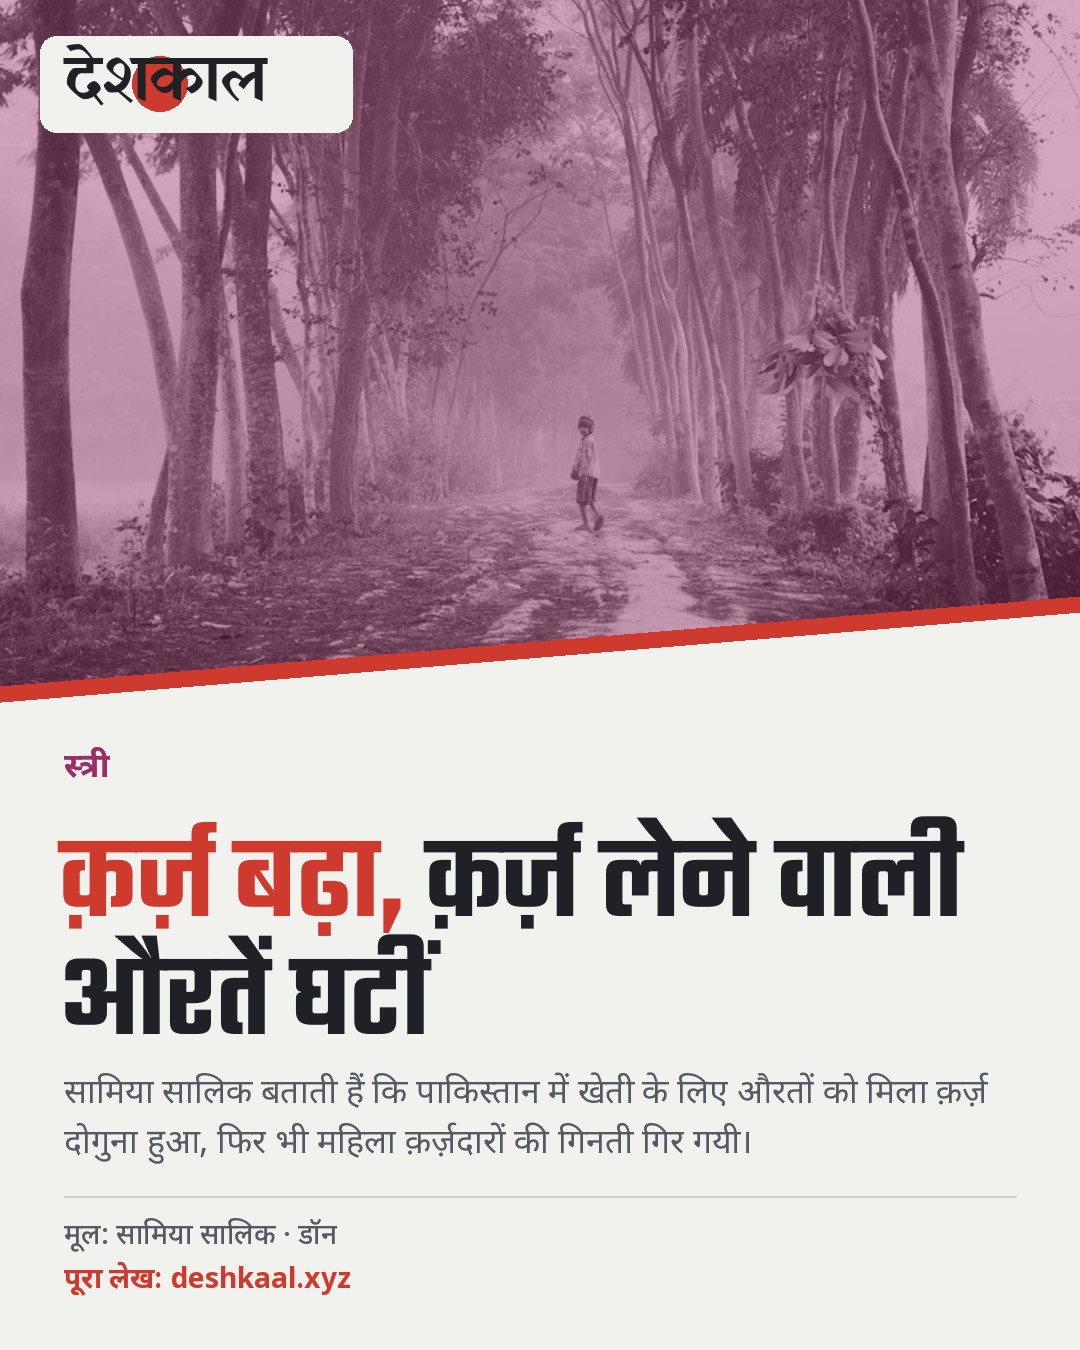 देशकाल
स्त्री
क़र्ज़ बढ़ा, क़र्ज़ लेने वाली
औरतें घटीं
सामिया सालिक बताती हैं कि पाकिस्तान में खेती के लिए औरतों को मिला क़र्ज़
दोगुना हुआ, फिर भी महिला क़र्ज़दारों की गिनती गिर गयी।
मूल: सामिया सालिक · डॉन
पूरा लेख: deshkaal.xyz